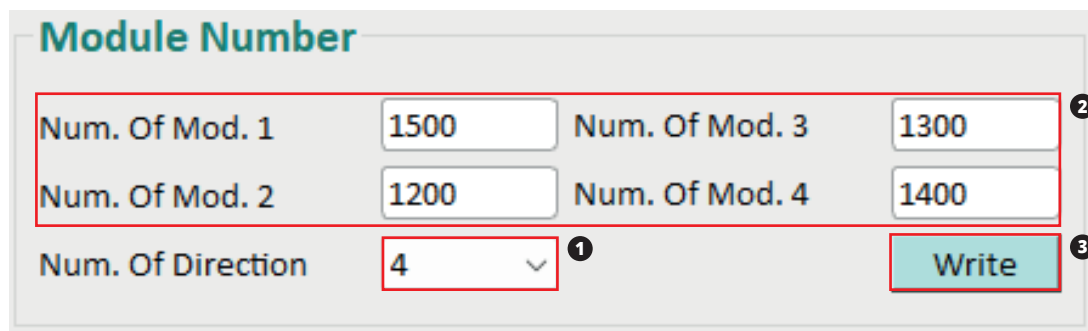 Module Number
Num. Of Mod. 1 1500 Num. Of Mod. 3 1300 2
Num. Of Mod. 2 1200 Num. Of Mod. 4 1400
Num. Of Direction 4 1 Write 3